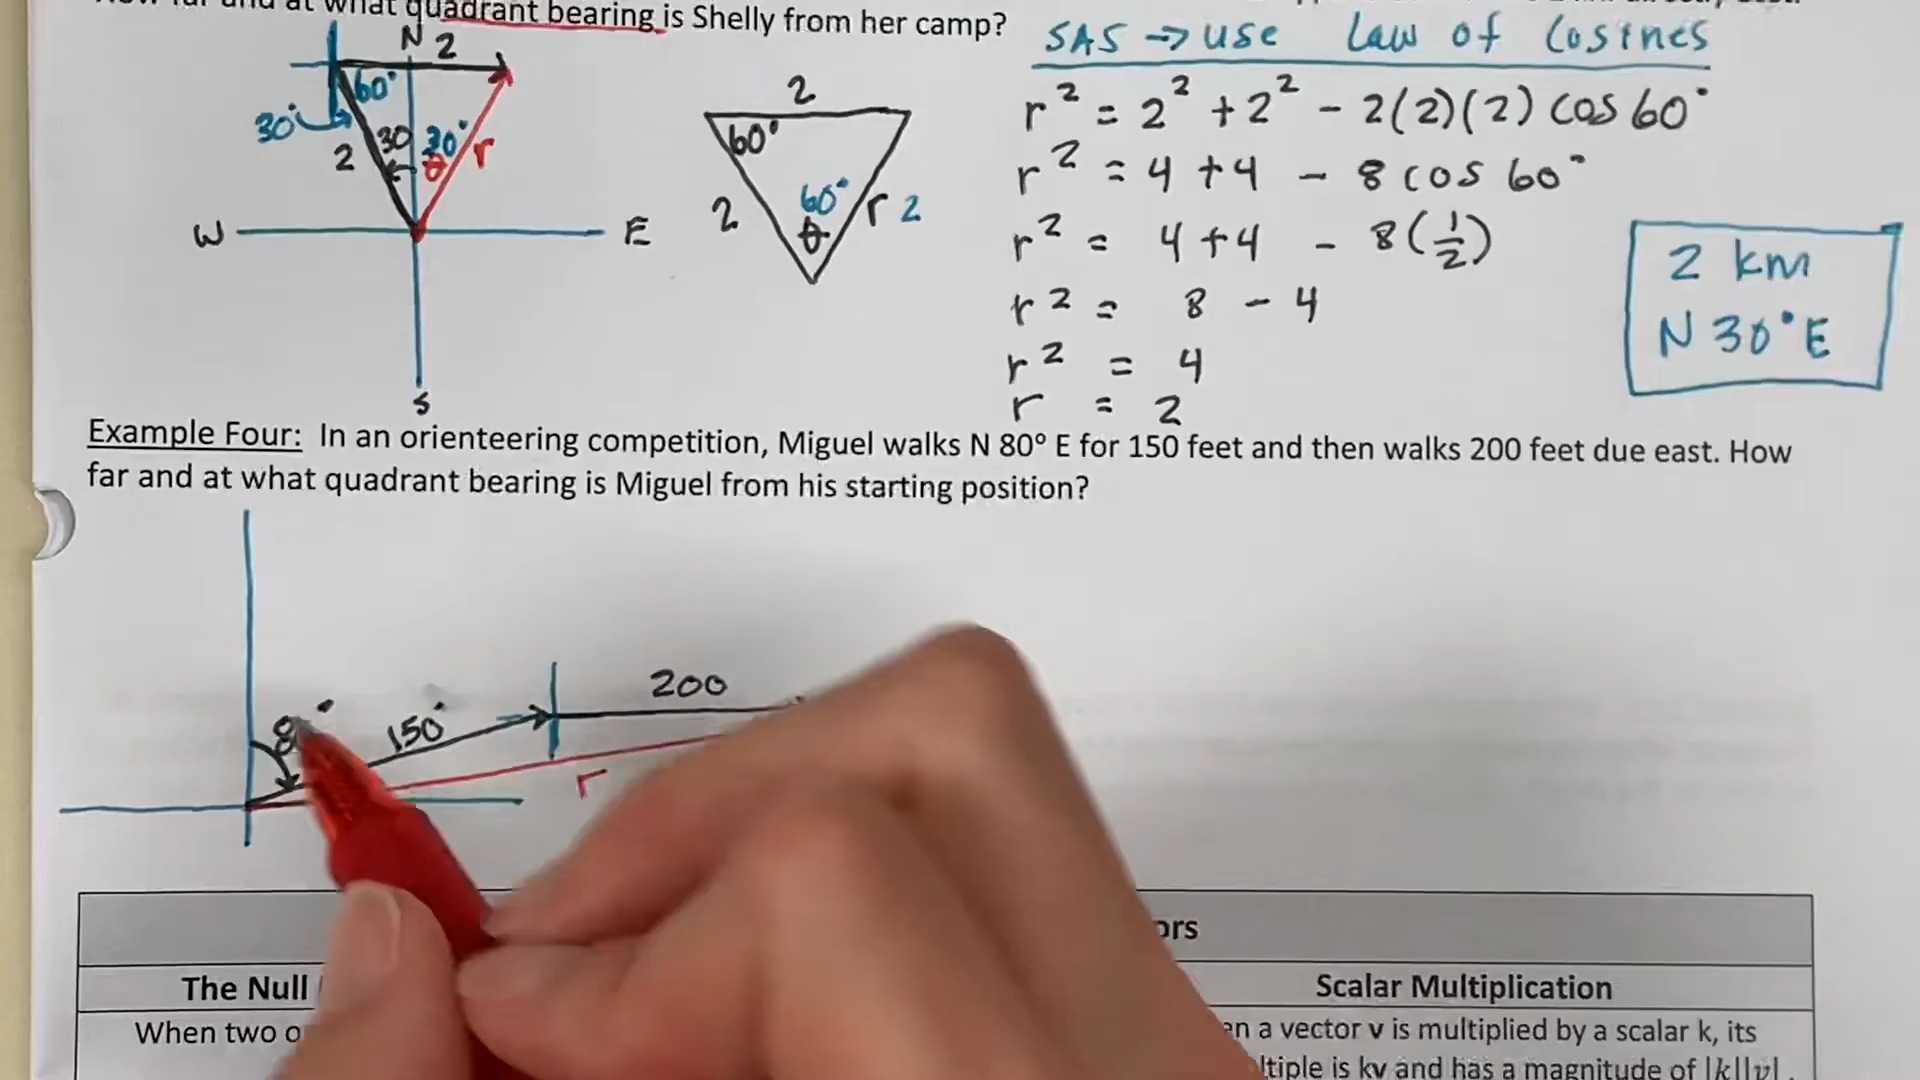 quadrant bearing is Shelly from her camp?
SAS → use Law of Cosines
N 2
60°
30°
30 30°
2 θ r
W E
S
2
60°
60°
2 θ r 2
r² = 2² + 2² - 2(2)(2) cos 60°
r² = 4 + 4 - 8 cos 60°
r² = 4 + 4 - 8(1/2)
r² = 8 - 4
r² = 4
r = 2
2 km
N 30° E
Example Four: In an orienteering competition, Miguel walks N 80º E for 150 feet and then walks 200 feet due east. How
far and at what quadrant bearing is Miguel from his starting position?
200
150
r
The Null
Scalar Multiplication
When two
a vector v is multiplied by a scalar k, its
is kv and has a magnitude of |k||v|.